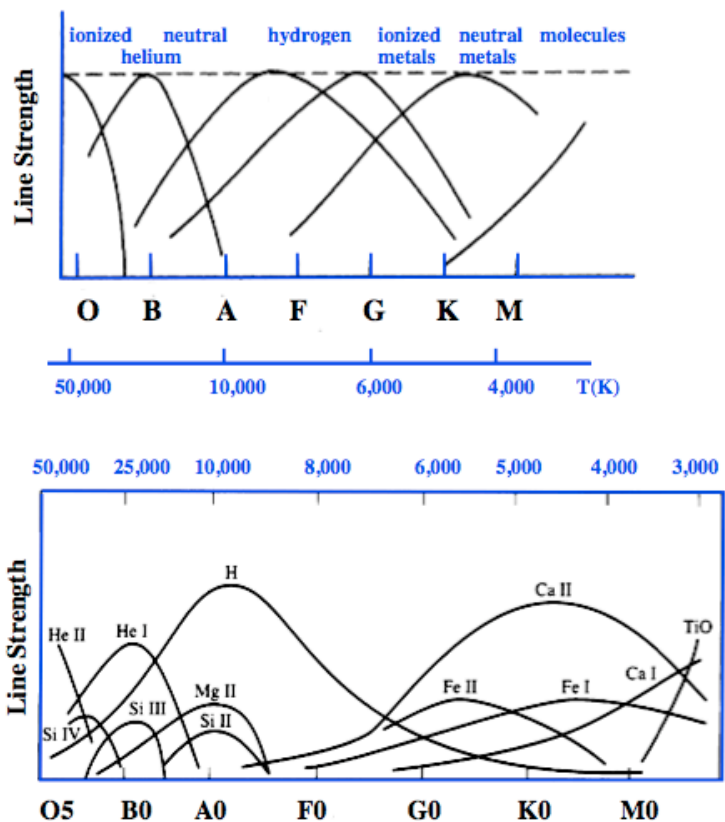 ionized neutral hydrogen ionized neutral molecules
helium metals metals
Line Strength
O B A F G K M
50,000 10,000 6,000 4,000 T(K)
50,000 25,000 10,000 8,000 6,000 5,000 4,000 3,000
Line Strength
H
Ca II
He II He I TiO
Ca I
Mg II Fe II Fe I
Si III
Si IV Si II
O5 B0 A0 F0 G0 K0 M0